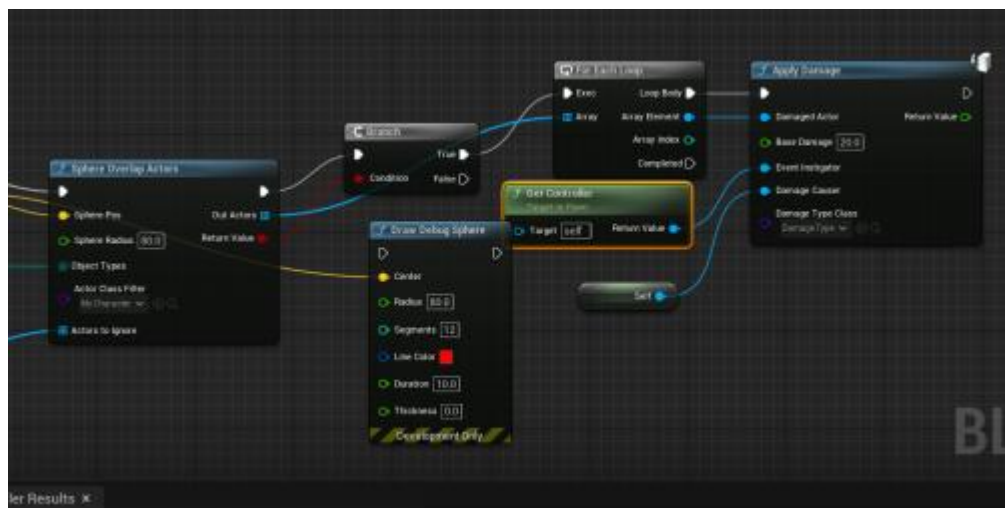 Sphere Overlap Actors
Sphere Pos
Out Actors
Sphere Radius 80.0
Return Value
Object Types
Actor Class Filter
Actors to Ignore
Branch
True
Condition
False
For Each Loop
Exec
Loop Body
Array
Array Element
Array Index
Completed
Apply Damage
Damaged Actor
Return Value
Base Damage 20.0
Event Instigator
Damage Causer
Damage Type Class
DamageType
Get Controller
Target is Pawn
Target self
Return Value
Self
Draw Debug Sphere
Center
Radius 80.0
Segments 12
Line Color
Duration 10.0
Thickness 0.0
Development Only
BL
ler Results